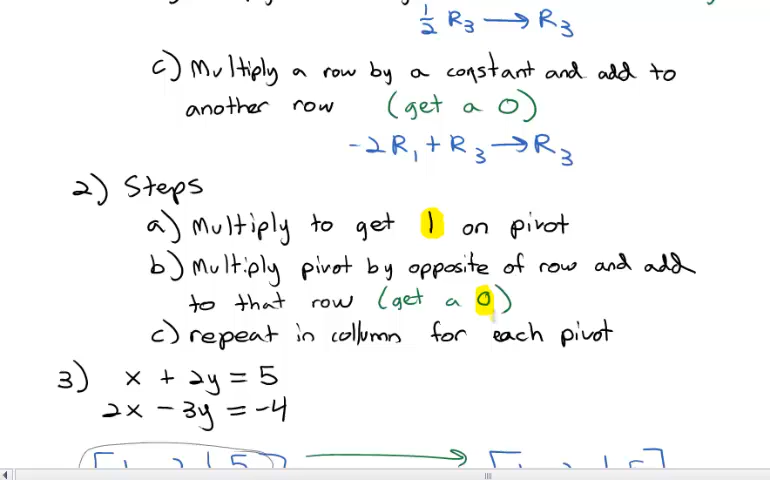 ½ R₃ → R₃
c) Multiply a row by a constant and add to
another row (get a 0)
-2R₁ + R₃ → R₃
2) Steps
a) Multiply to get 1 on pivot
b) Multiply pivot by opposite of row and add
to that row (get a 0)
c) repeat in collumn for each pivot
3) x + 2y = 5
2x - 3y = -4